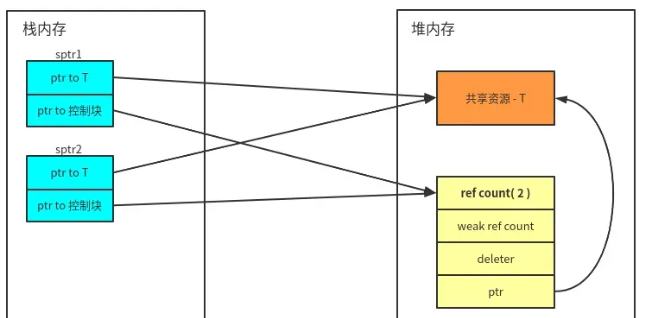 栈内存
sptr1
ptr to T
ptr to 控制块
sptr2
ptr to T
ptr to 控制块
堆内存
共享资源 - T
ref count( 2 )
weak ref count
deleter
ptr